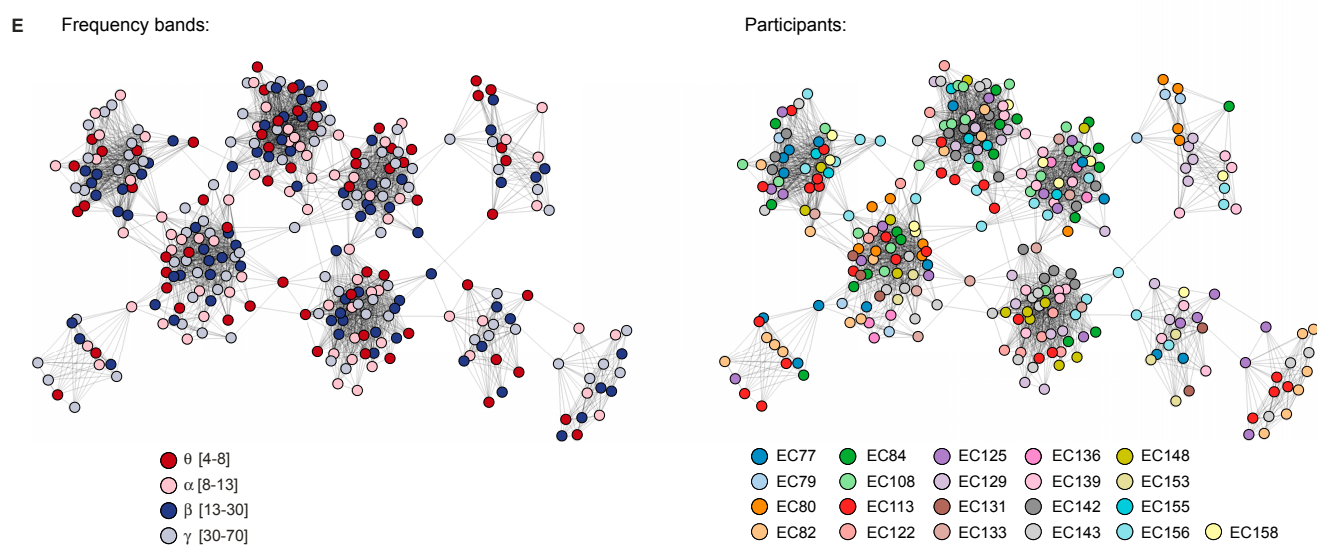 E Frequency bands: Participants:
θ [4-8]
α [8-13]
β [13-30]
γ [30-70]
EC77 EC84 EC125 EC136 EC148
EC79 EC108 EC129 EC139 EC153
EC80 EC113 EC131 EC142 EC155
EC82 EC122 EC133 EC143 EC156 EC158